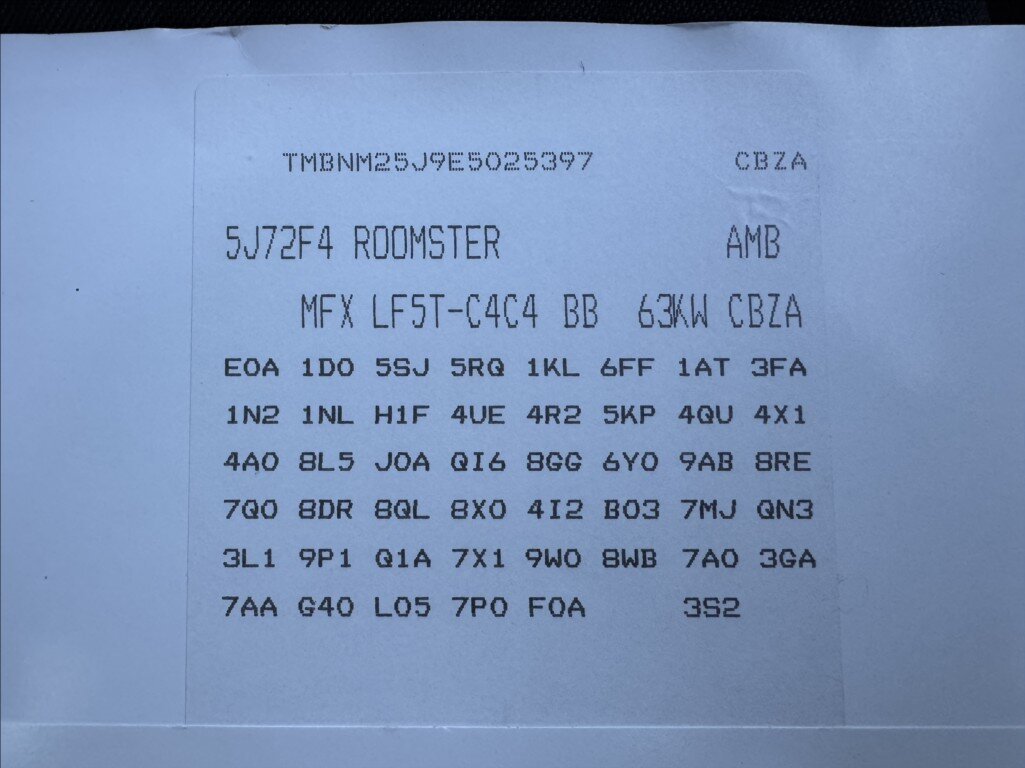 TMBNM25J9E5025397 CBZA
5J72F4 ROOMSTER AMB
MFX LF5T-C4C4 BB 63KW CBZA
E0A 1D0 5SJ 5RQ 1KL 6FF 1AT 3FA
1N2 1NL H1F 4UE 4R2 5KP 4QU 4X1
4A0 8L5 J0A QI6 8GG 6Y0 9AB 8RE
7Q0 8DR 8QL 8X0 4I2 B03 7MJ QN3
3L1 9P1 Q1A 7X1 9W0 8WB 7A0 3GA
7AA G40 L05 7P0 F0A 3S2